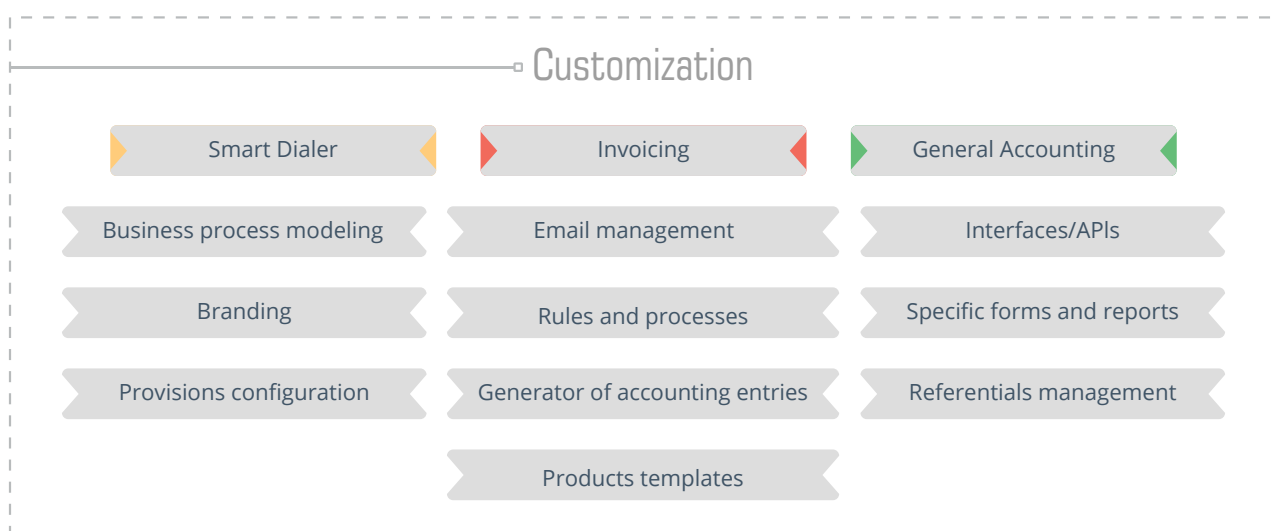 Customization
Smart Dialer
Invoicing
General Accounting
Business process modeling
Email management
Interfaces/APIs
Branding
Rules and processes
Specific forms and reports
Provisions configuration
Generator of accounting entries
Referentials management
Products templates